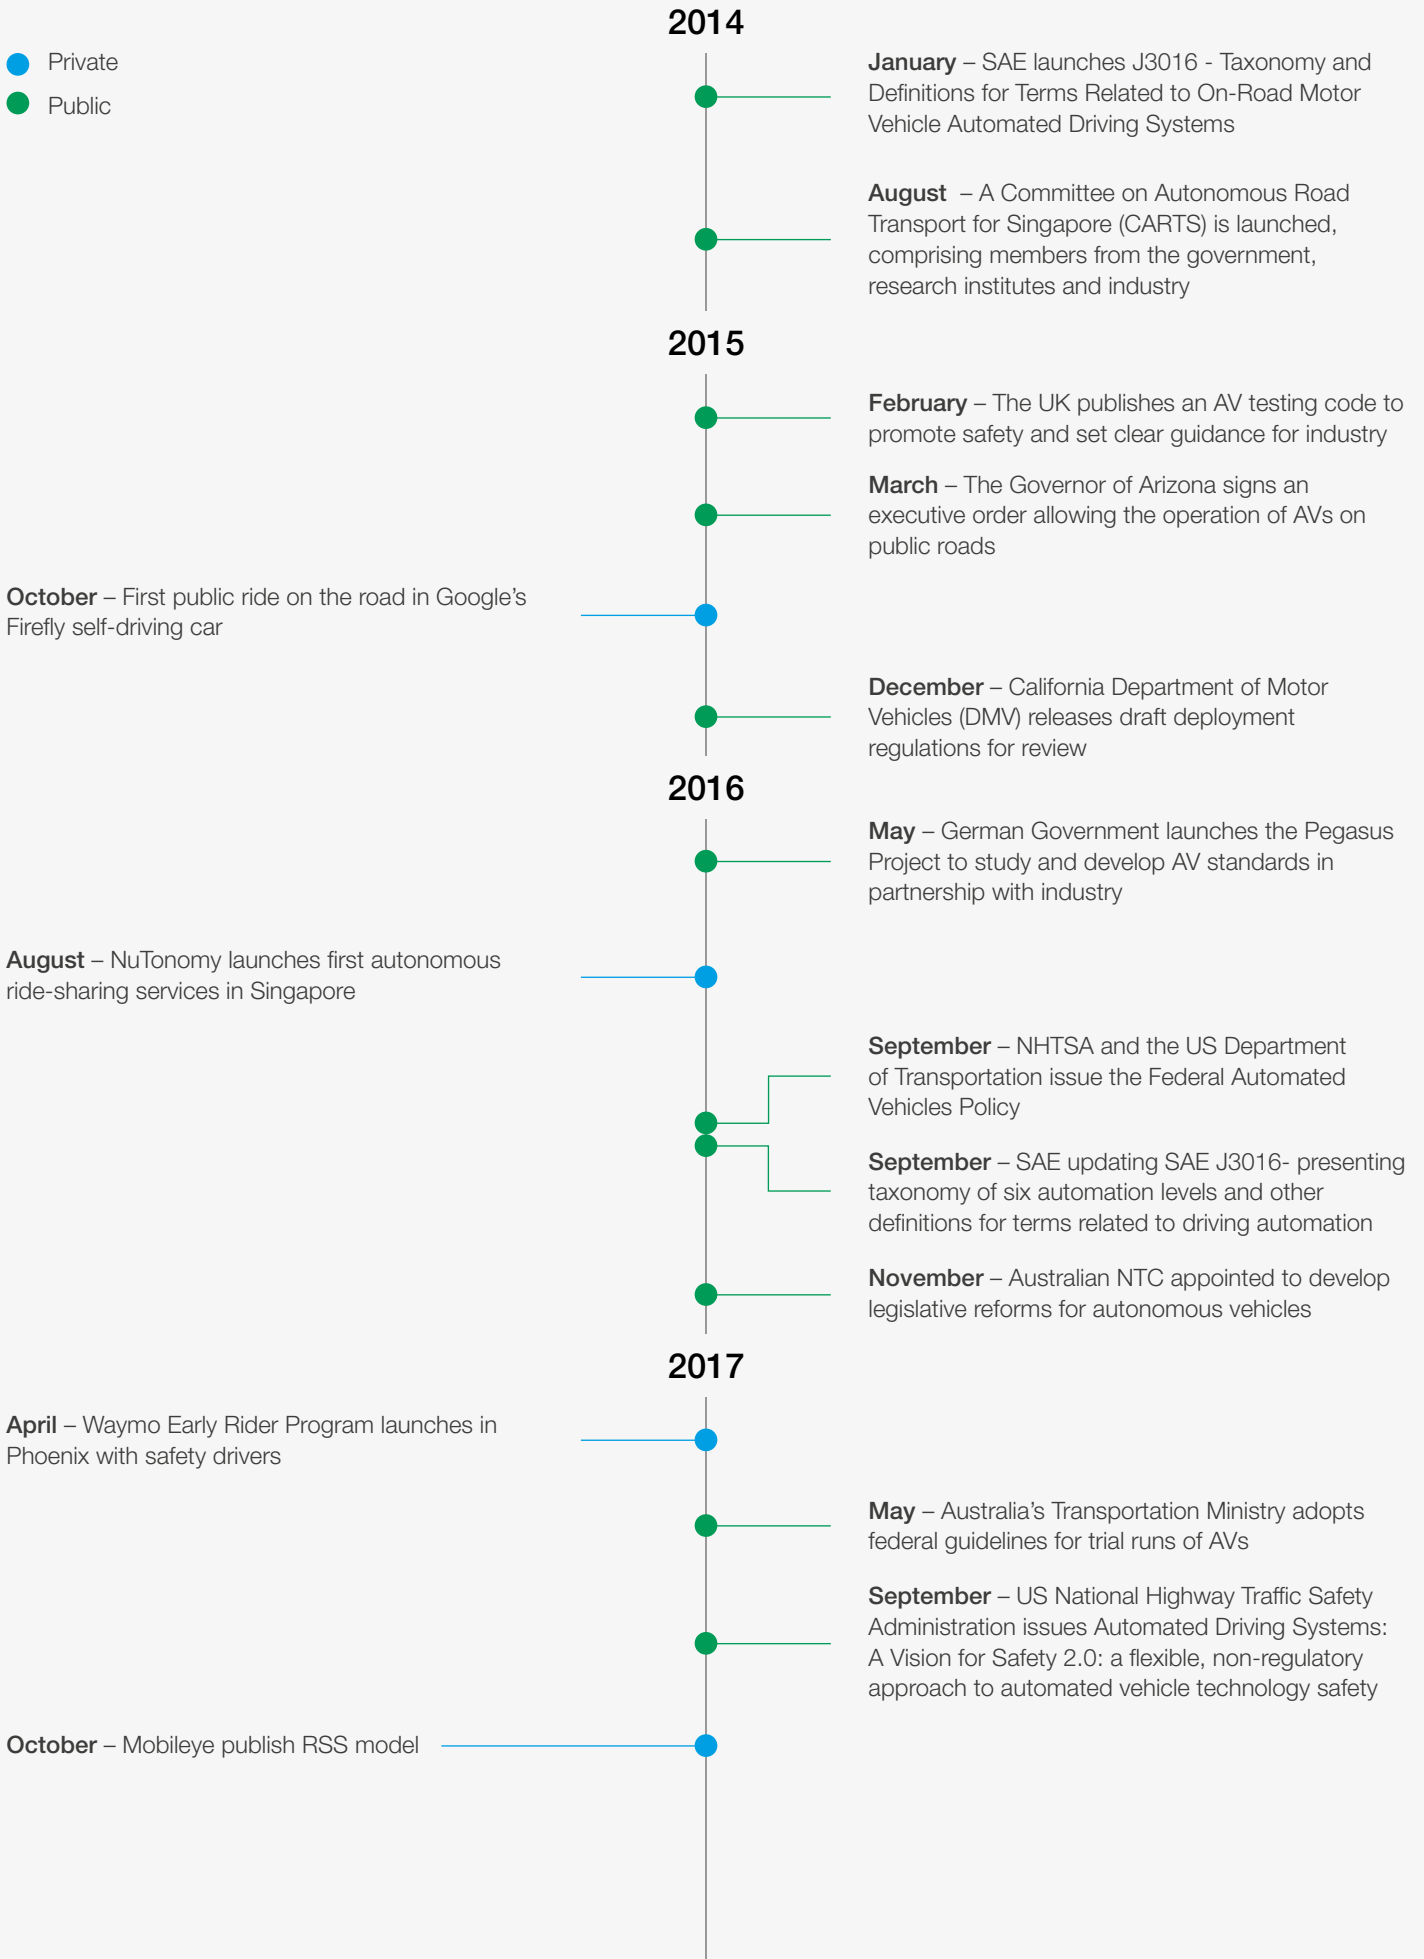 2014
Private
Public
January – SAE launches J3016 - Taxonomy and
Definitions for Terms Related to On-Road Motor
Vehicle Automated Driving Systems
August – A Committee on Autonomous Road
Transport for Singapore (CARTS) is launched,
comprising members from the government,
research institutes and industry
2015
February – The UK publishes an AV testing code to
promote safety and set clear guidance for industry
March – The Governor of Arizona signs an
executive order allowing the operation of AVs on
public roads
October – First public ride on the road in Google’s
Firefly self-driving car
December – California Department of Motor
Vehicles (DMV) releases draft deployment
regulations for review
2016
May – German Government launches the Pegasus
Project to study and develop AV standards in
partnership with industry
August – NuTonomy launches first autonomous
ride-sharing services in Singapore
September – NHTSA and the US Department
of Transportation issue the Federal Automated
Vehicles Policy
September – SAE updating SAE J3016- presenting
taxonomy of six automation levels and other
definitions for terms related to driving automation
November – Australian NTC appointed to develop
legislative reforms for autonomous vehicles
2017
April – Waymo Early Rider Program launches in
Phoenix with safety drivers
May – Australia’s Transportation Ministry adopts
federal guidelines for trial runs of AVs
September – US National Highway Traffic Safety
Administration issues Automated Driving Systems:
A Vision for Safety 2.0: a flexible, non-regulatory
approach to automated vehicle technology safety
October – Mobileye publish RSS model